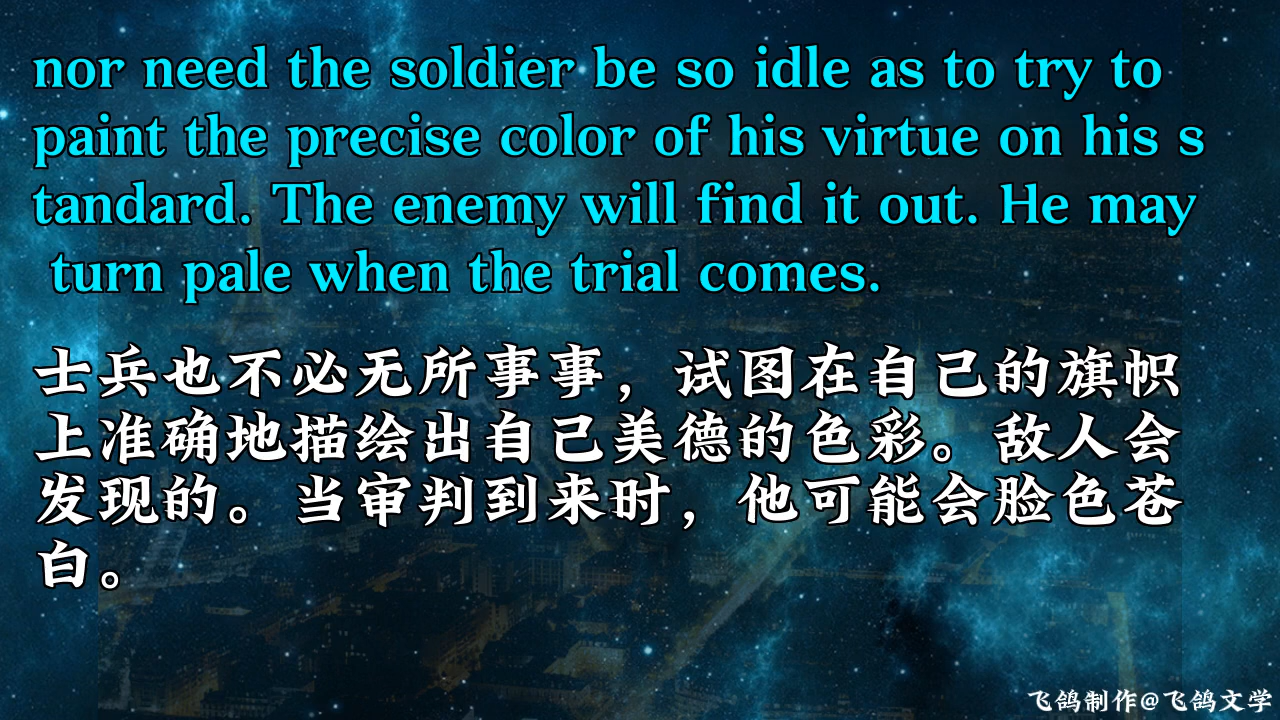 nor need the soldier be so idle as to try to
paint the precise color of his virtue on his s
tandard. The enemy will find it out. He may
turn pale when the trial comes.
士兵也不必无所事事，试图在自己的旗帜
上准确地描绘出自己美德的色彩。敌人会
发现的。当审判到来时，他可能会脸色苍
白。
飞鸽制作@飞鸽文学